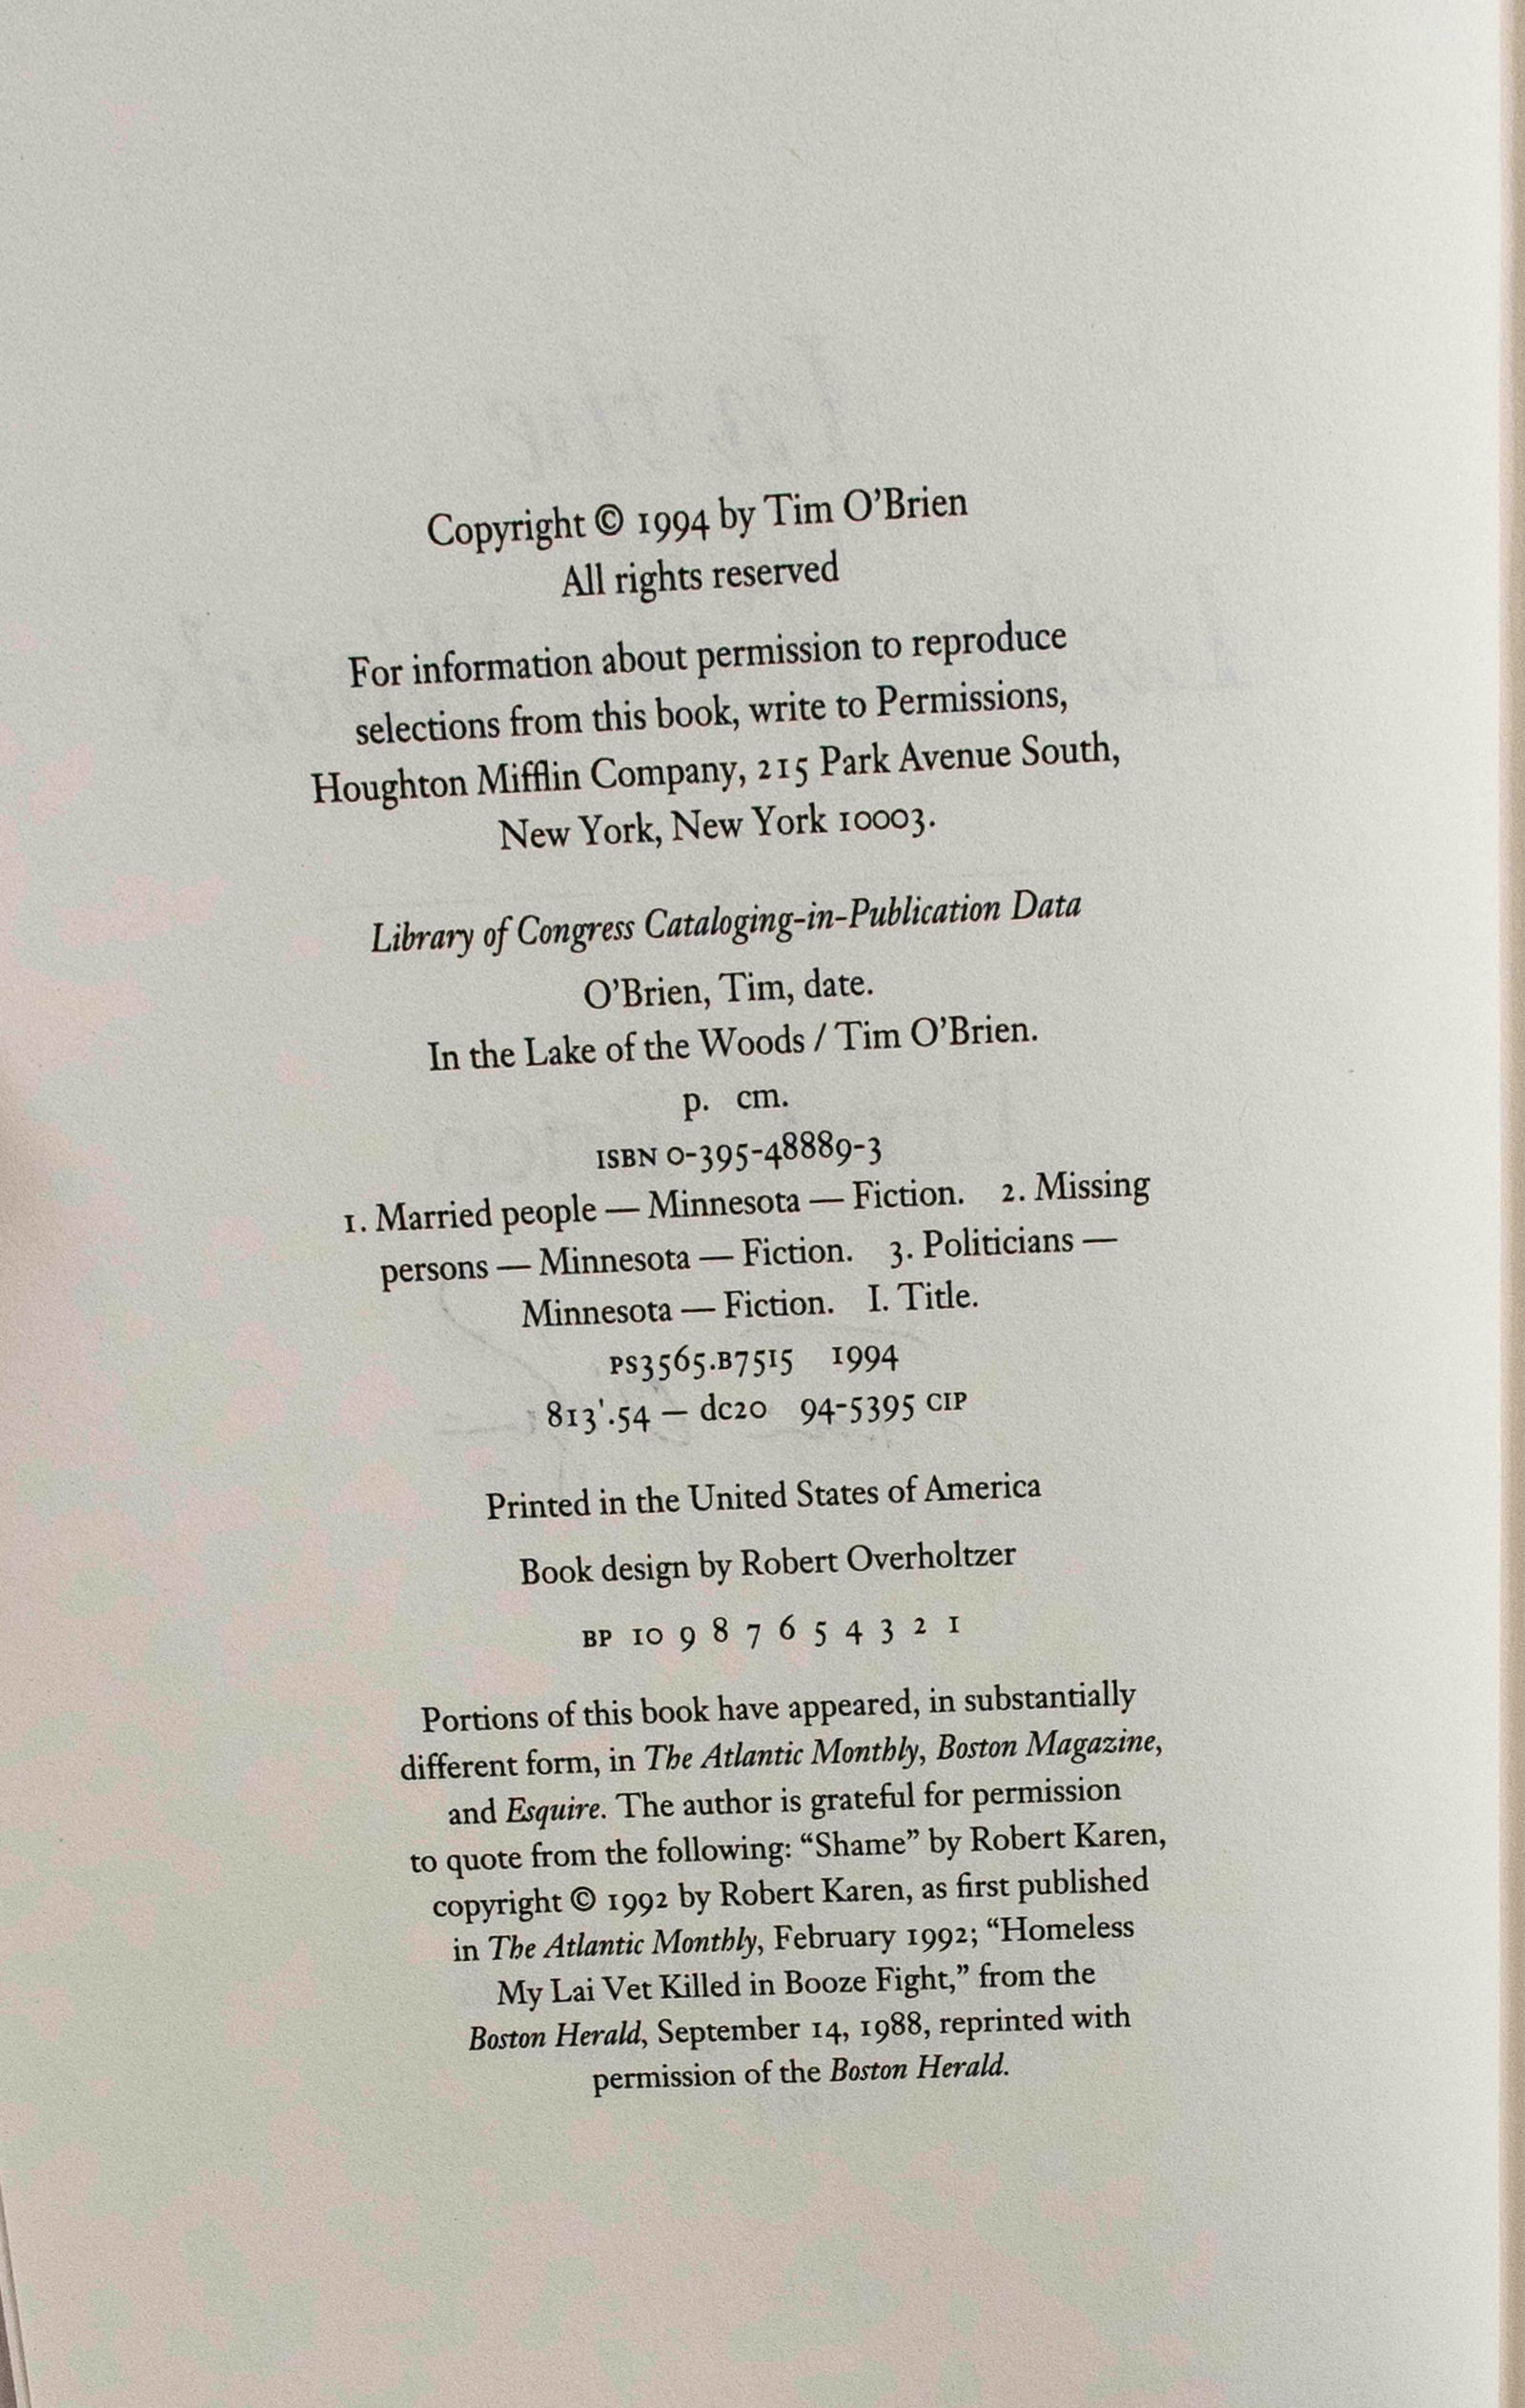 Copyright © 1994 by Tim O’Brien
All rights reserved
For information about permission to reproduce
selections from this book, write to Permissions,
Houghton Mifflin Company, 215 Park Avenue South,
New York, New York 10003.
Library of Congress Cataloging-in-Publication Data
O’Brien, Tim, date.
In the Lake of the Woods / Tim O’Brien.
p. cm.
ISBN 0-395-48889-3
1. Married people — Minnesota — Fiction. 2. Missing
persons — Minnesota — Fiction. 3. Politicians —
Minnesota — Fiction. I. Title.
PS3565.B7515 1994
813'.54 — dc20 94-5395 CIP
Printed in the United States of America
Book design by Robert Overholtzer
BP 10 9 8 7 6 5 4 3 2 1
Portions of this book have appeared, in substantially
different form, in The Atlantic Monthly, Boston Magazine,
and Esquire. The author is grateful for permission
to quote from the following: “Shame” by Robert Karen,
copyright © 1992 by Robert Karen, as first published
in The Atlantic Monthly, February 1992; “Homeless
My Lai Vet Killed in Booze Fight,” from the
Boston Herald, September 14, 1988, reprinted with
permission of the Boston Herald.